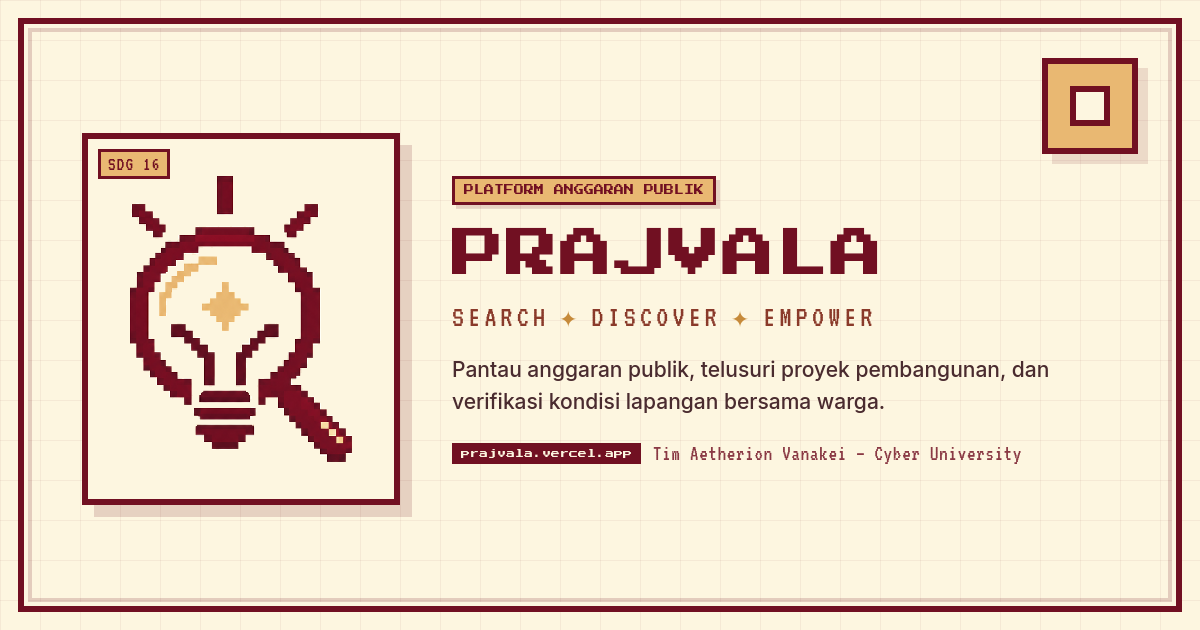 SDG 16
PLATFORM ANGGARAN PUBLIK
PRAJVALA
SEARCH ✦ DISCOVER ✦ EMPOWER
Pantau anggaran publik, telusuri proyek pembangunan, dan
verifikasi kondisi lapangan bersama warga.
prajvala.vercel.app
Tim Aetherion Vanakei – Cyber University